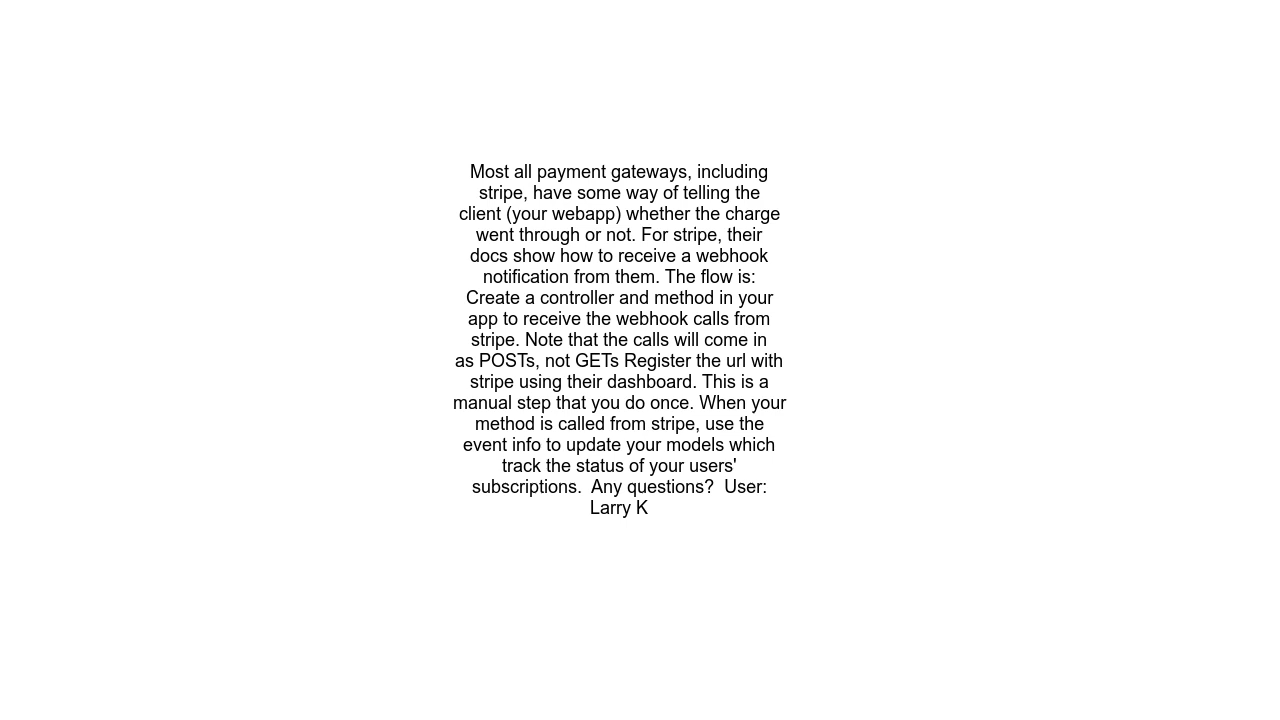 Most all payment gateways, including
stripe, have some way of telling the
client (your webapp) whether the charge
went through or not. For stripe, their
docs show how to receive a webhook
notification from them. The flow is:
Create a controller and method in your
app to receive the webhook calls from
stripe. Note that the calls will come in
as POSTs, not GETs Register the url with
stripe using their dashboard. This is a
manual step that you do once. When your
method is called from stripe, use the
event info to update your models which
track the status of your users'
subscriptions.  Any questions?  User:
Larry K